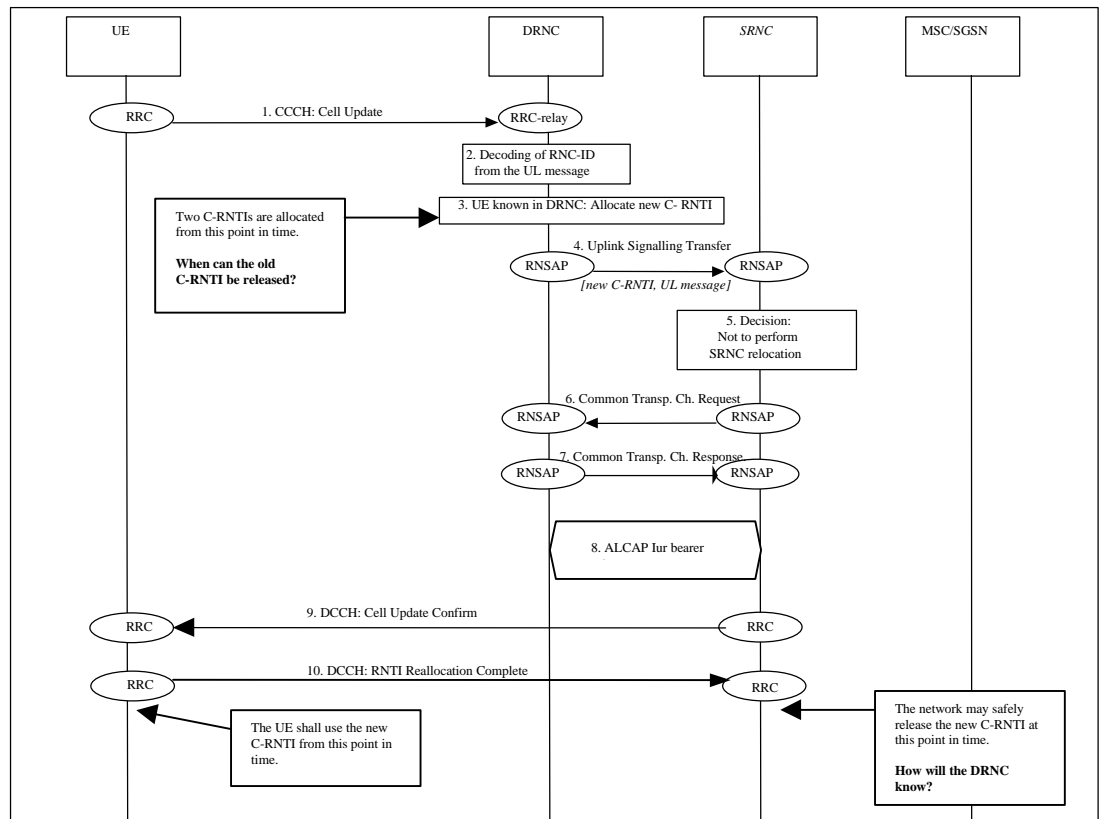 UE
DRNC
SRNC
MSC/SGSN
1. CCCH: Cell Update
RRC
RRC-relay
2. Decoding of RNC-ID
from the UL message
3. UE known in DRNC: Allocate new C- RNTI
Two C-RNTIs are allocated
from this point in time.
When can the old
C-RNTI be released?
4. Uplink Signalling Transfer
RNSAP
RNSAP
[new C-RNTI, UL message]
5. Decision:
Not to perform
SRNC relocation
6. Common Transp. Ch. Request
RNSAP
RNSAP
7. Common Transp. Ch. Response.
RNSAP
RNSAP
8. ALCAP Iur bearer
9. DCCH: Cell Update Confirm
RRC
RRC
10. DCCH: RNTI Reallocation Complete
RRC
RRC
The UE shall use the new
C-RNTI from this point in
time.
The network may safely
release the new C-RNTI at
this point in time.
How will the DRNC
know?